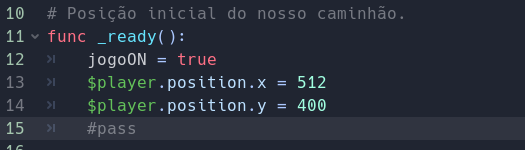 10 # Posição inicial do nosso caminhão.
11 func _ready():
12 jogoON = true
13 $player.position.x = 512
14 $player.position.y = 400
15 #pass